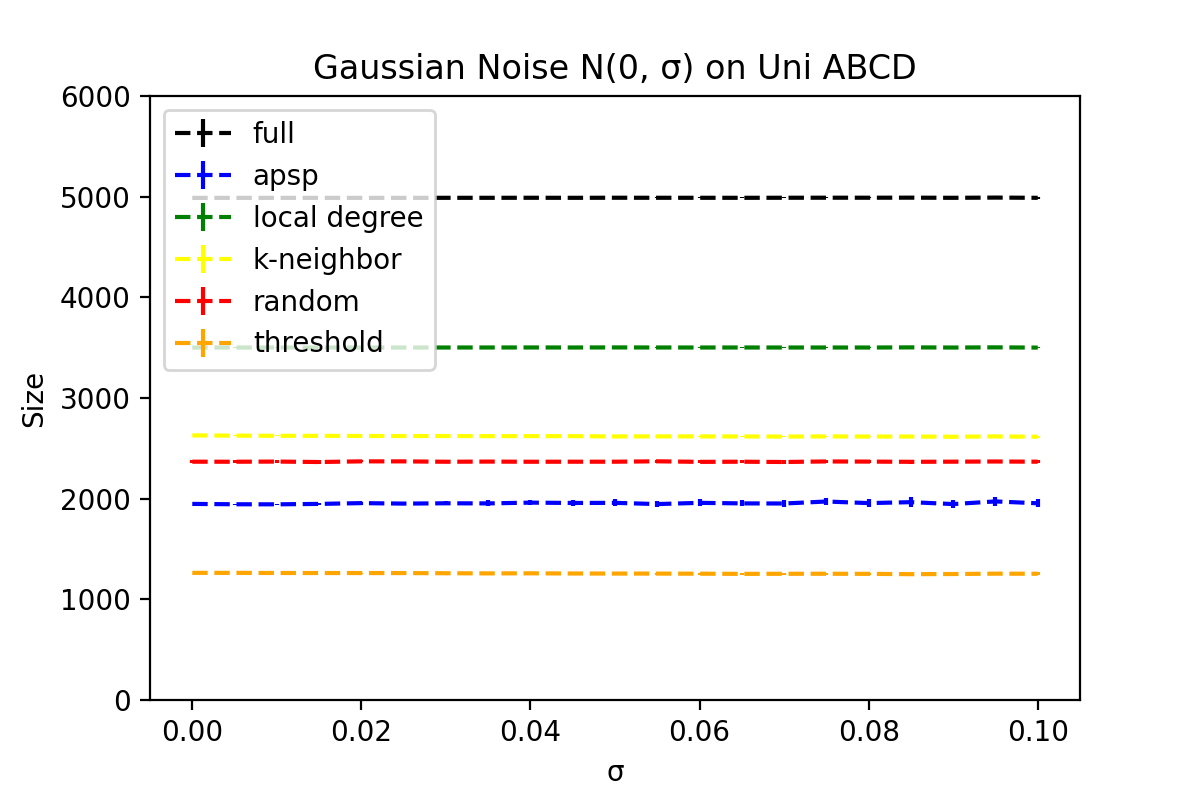 Gaussian Noise N(0, σ) on Uni ABCD
6000
5000
4000
3000
2000
1000
0
Size
full
apsp
local degree
k-neighbor
random
threshold
0.00 0.02 0.04 0.06 0.08 0.10
σ